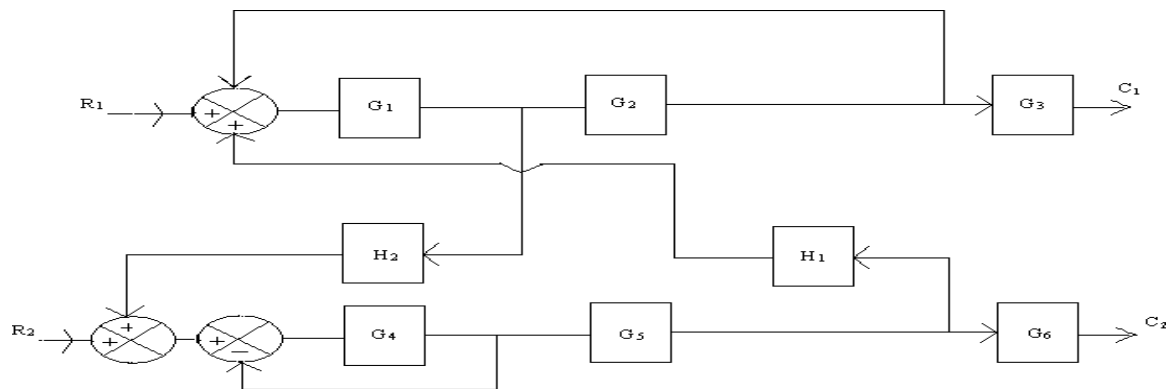 R1
+
+
G1
G2
G3
C1
H2
H1
R2
+
+
+
−
G4
G5
G6
C2